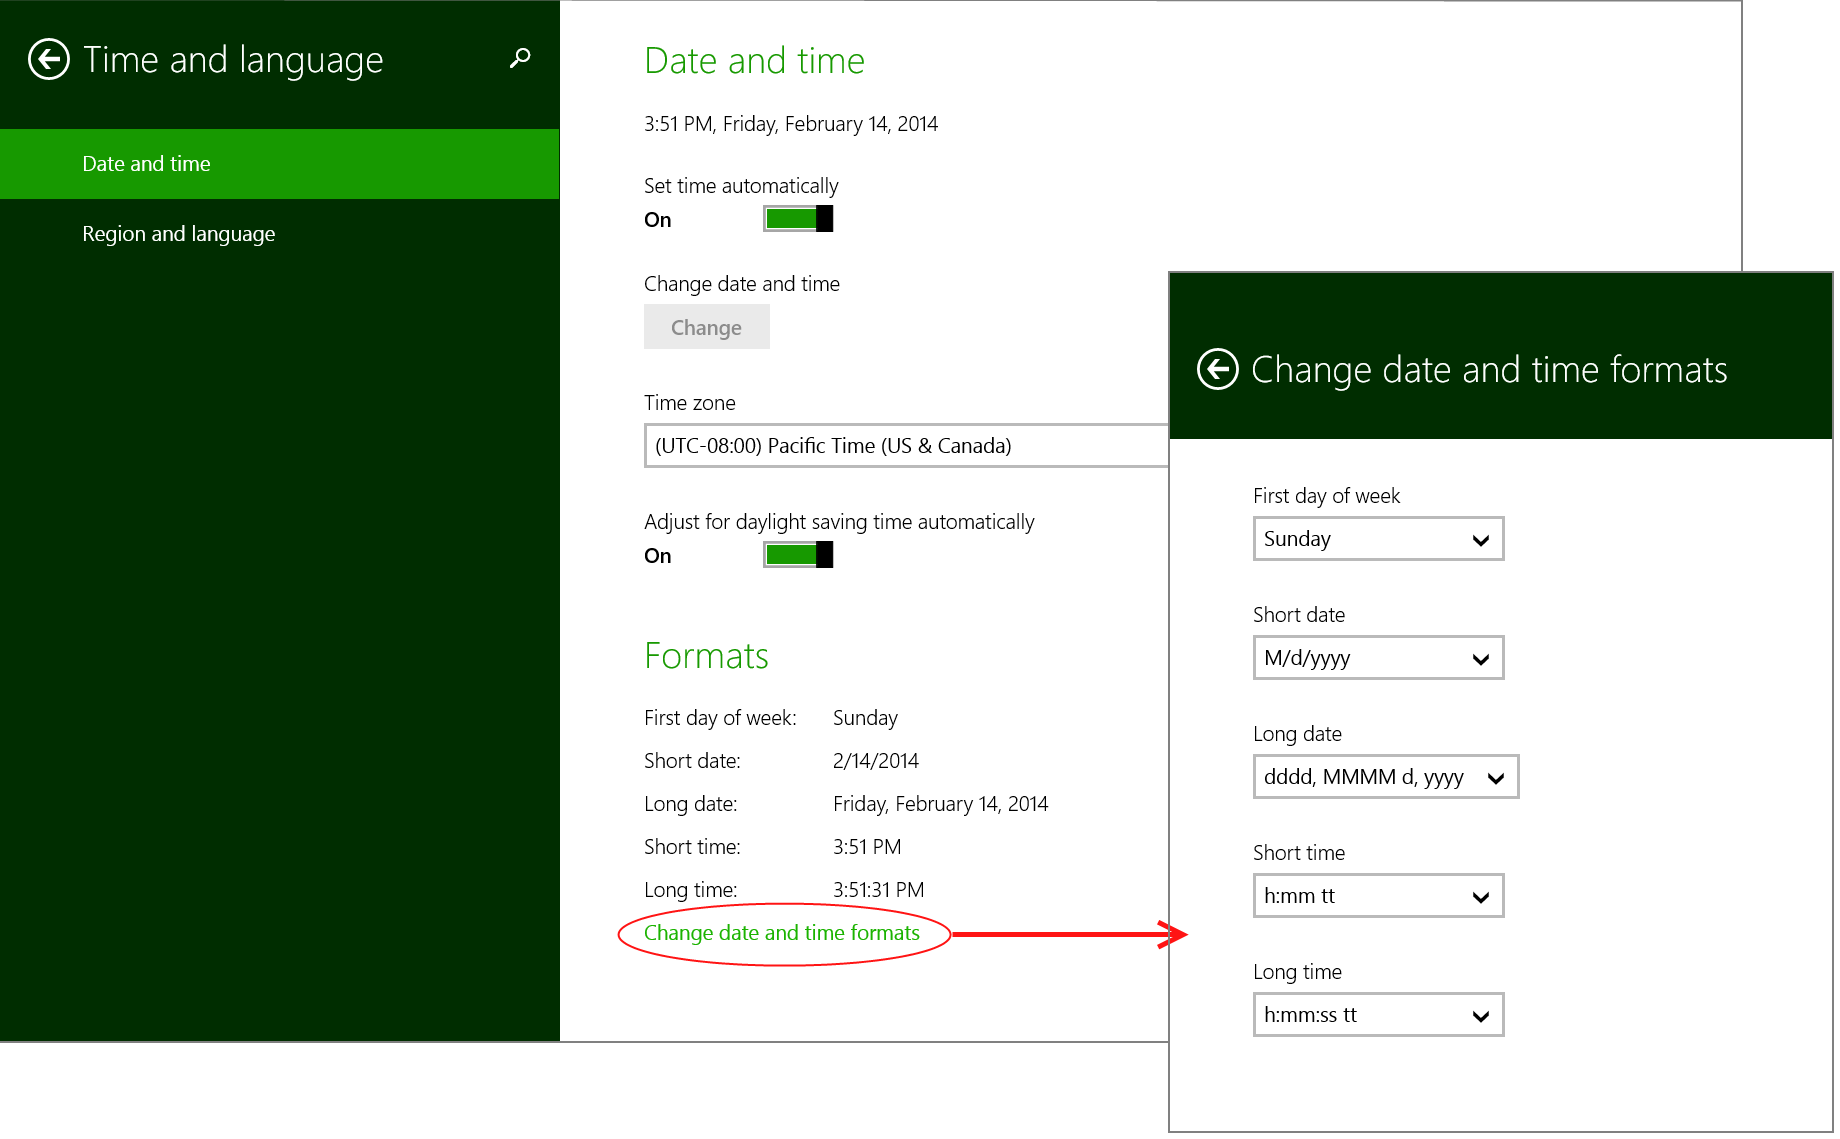 Time and language
Date and time
Region and language
Date and time
3:51 PM, Friday, February 14, 2014
Set time automatically
On
Change date and time
Change
Time zone
(UTC-08:00) Pacific Time (US & Canada)
Adjust for daylight saving time automatically
On
Formats
First day of week: Sunday
Short date: 2/14/2014
Long date: Friday, February 14, 2014
Short time: 3:51 PM
Long time: 3:51:31 PM
Change date and time formats
Change date and time formats
First day of week
Sunday
Short date
M/d/yyyy
Long date
dddd, MMMM d, yyyy
Short time
h:mm tt
Long time
h:mm:ss tt